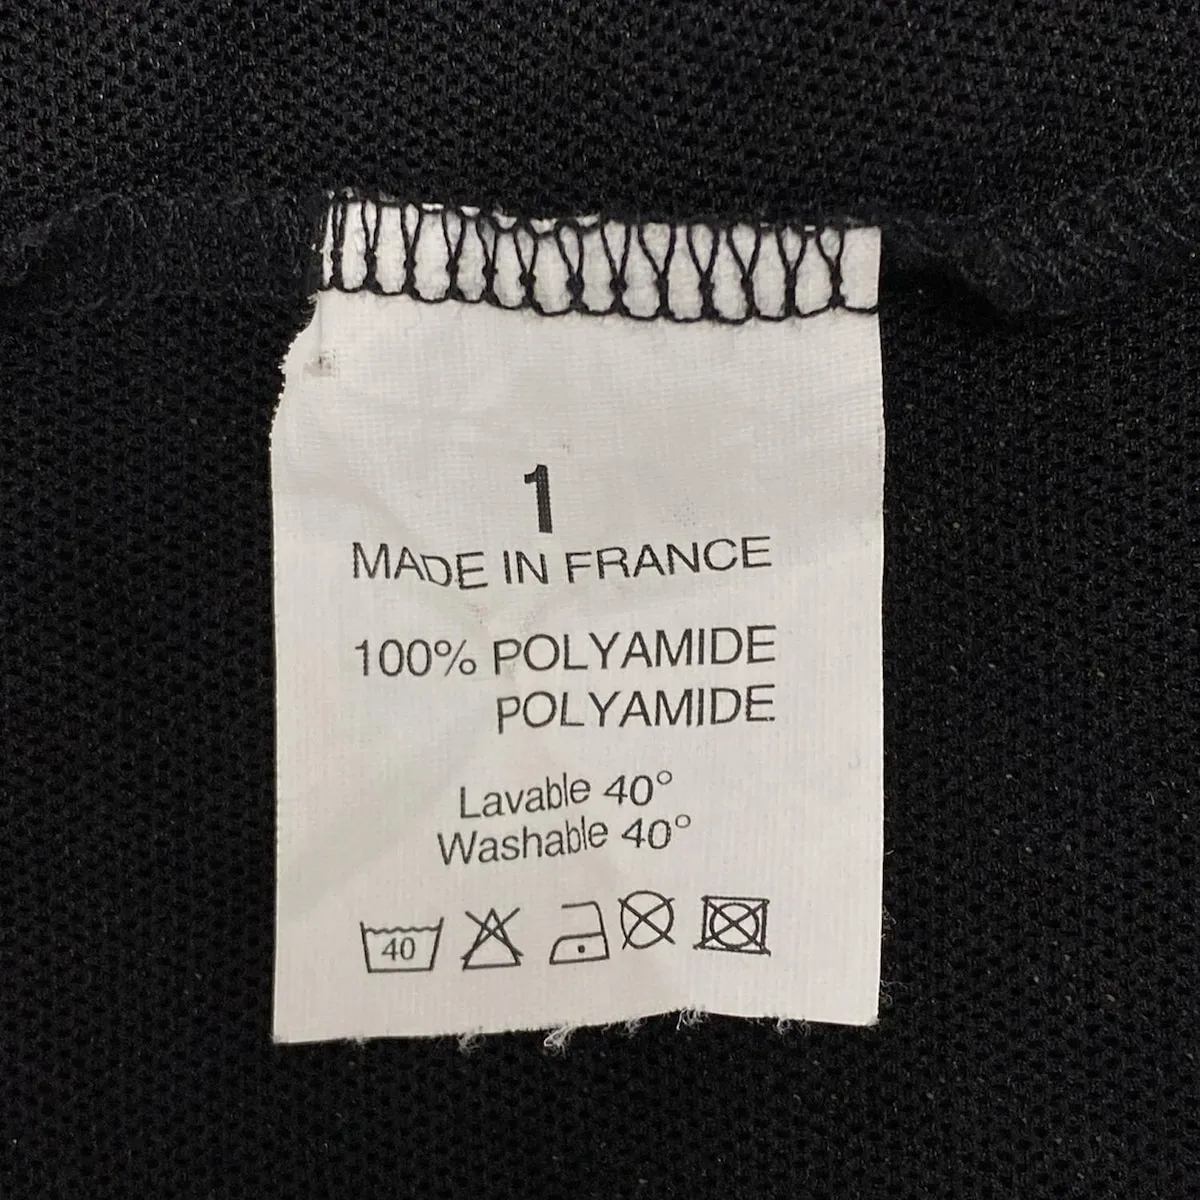 1
MADE IN FRANCE
100% POLYAMIDE
POLYAMIDE
Lavable 40°
Washable 40°
40